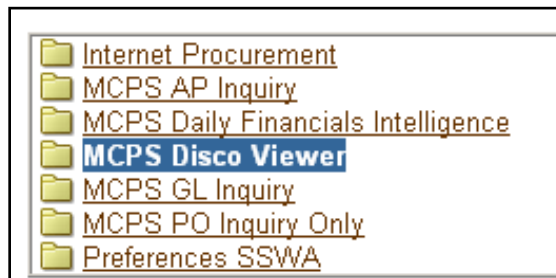 Internet Procurement
MCPS AP Inquiry
MCPS Daily Financials Intelligence
MCPS Disco Viewer
MCPS GL Inquiry
MCPS PO Inquiry Only
Preferences SSWA